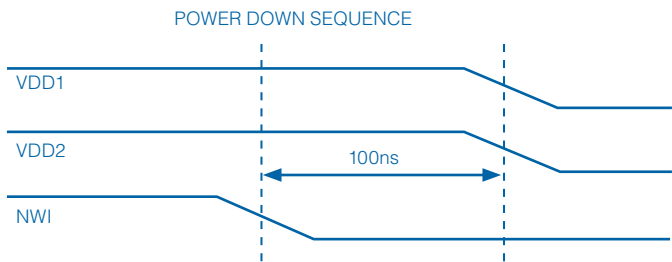 POWER DOWN SEQUENCE
VDD1
VDD2
100ns
NWI